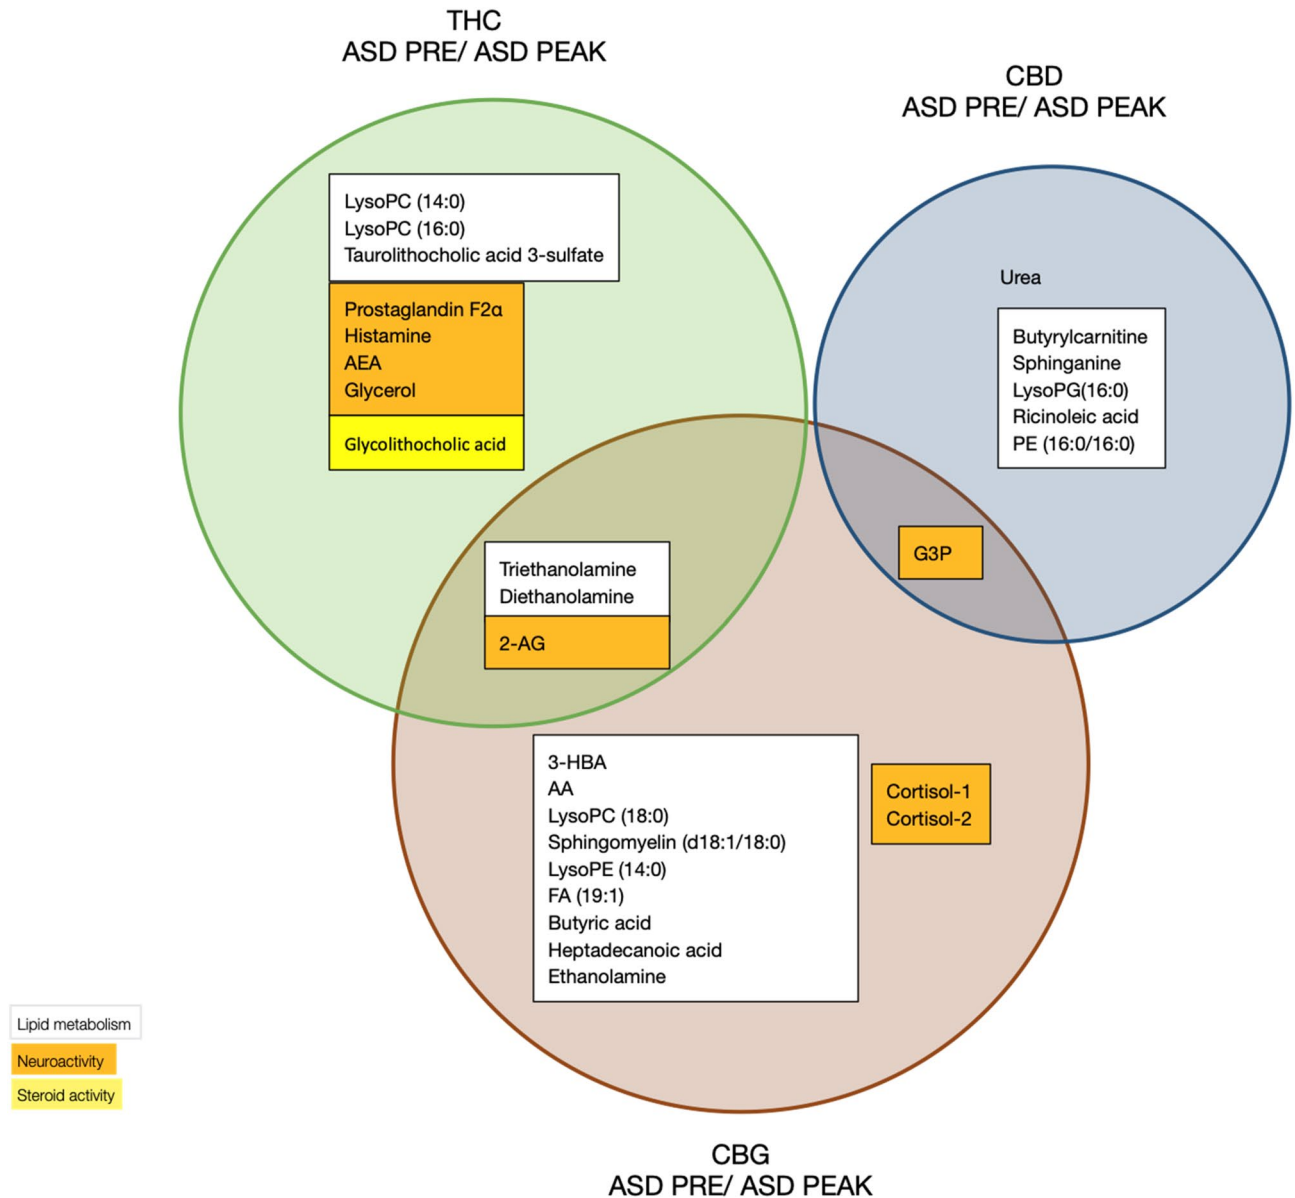 THC
ASD PRE/ ASD PEAK
CBD
ASD PRE/ ASD PEAK
LysoPC (14:0)
LysoPC (16:0)
Taurolithocholic acid 3-sulfate
Prostaglandin F2α
Histamine
AEA
Glycerol
Glycolithocholic acid
Urea
Butyrylcarnitine
Sphinganine
LysoPG(16:0)
Ricinoleic acid
PE (16:0/16:0)
G3P
Triethanolamine
Diethanolamine
2-AG
3-HBA
AA
LysoPC (18:0)
Sphingomyelin (d18:1/18:0)
LysoPE (14:0)
FA (19:1)
Butyric acid
Heptadecanoic acid
Ethanolamine
Cortisol-1
Cortisol-2
Lipid metabolism
Neuroactivity
Steroid activity
CBG
ASD PRE/ ASD PEAK